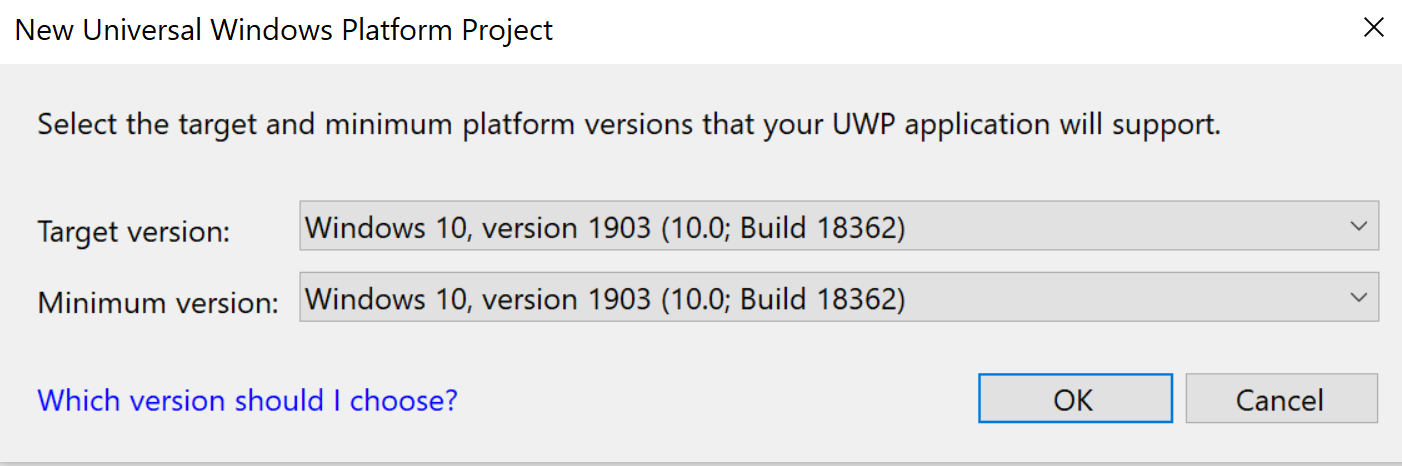 New Universal Windows Platform Project
Select the target and minimum platform versions that your UWP application will support.
Target version: Windows 10, version 1903 (10.0; Build 18362)
Minimum version: Windows 10, version 1903 (10.0; Build 18362)
Which version should I choose? OK Cancel